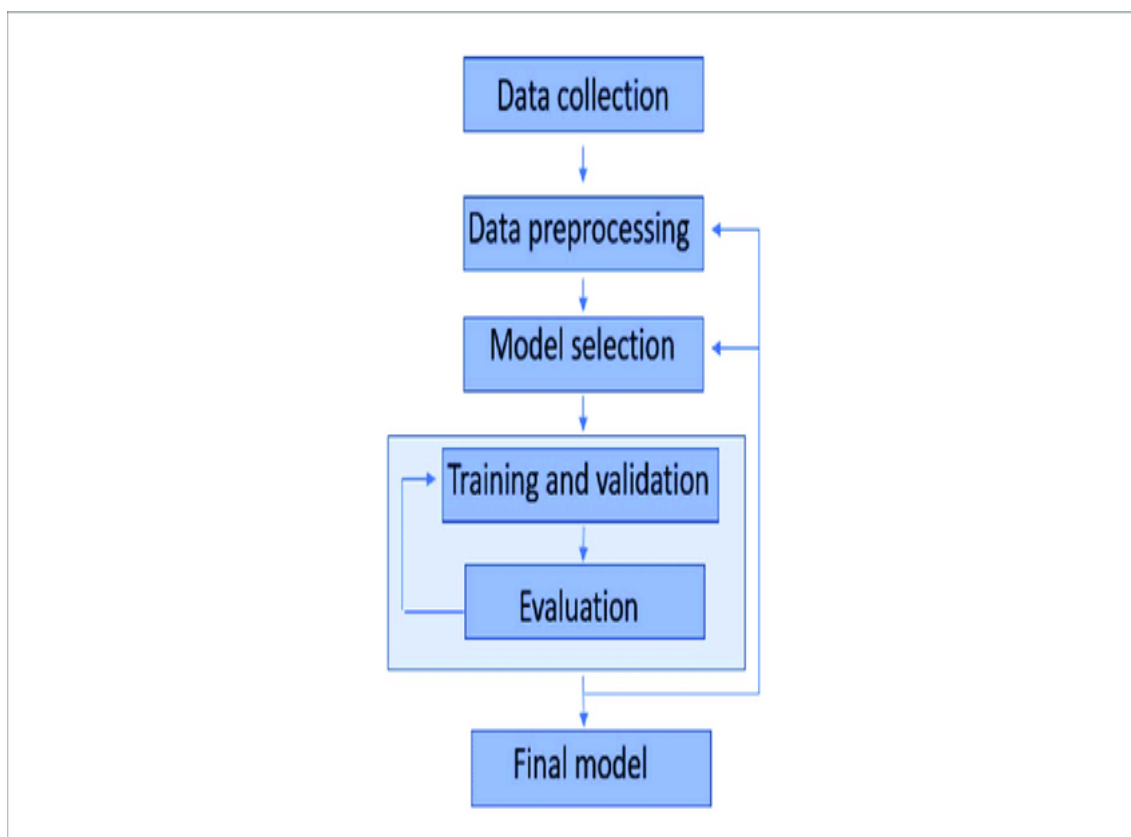 Data collection
Data preprocessing
Model selection
Training and validation
Evaluation
Final model